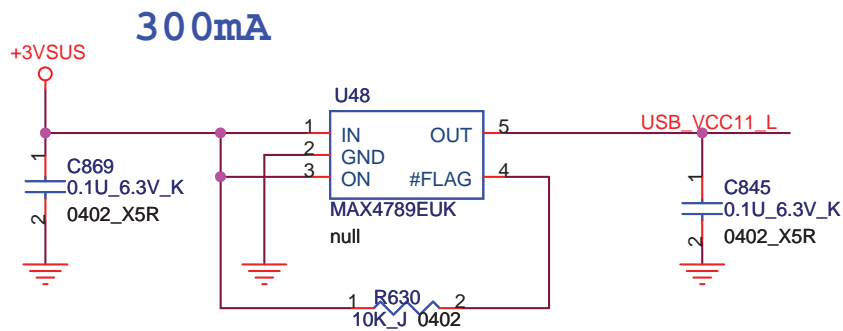 300mA
+3VSUS
U48
1 IN OUT 5 USB_VCC11_L
2 GND
3 ON #FLAG 4
MAX4789EUK
null
1
C869
0.1U_6.3V_K
2 0402_X5R
1
C845
0.1U_6.3V_K
2 0402_X5R
1 R630 2
10K_J 0402